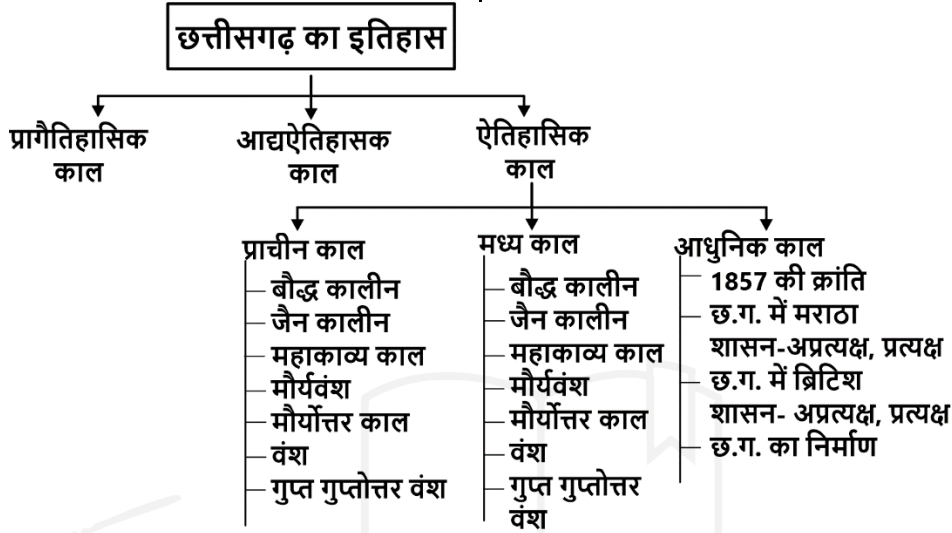 छत्तीसगढ़ का इतिहास
प्रागैतिहासिक
काल
आद्यऐतिहासक
काल
ऐतिहासिक
काल
प्राचीन काल
बौद्ध कालीन
जैन कालीन
महाकाव्य काल
मौर्यवंश
मौर्योत्तर काल
वंश
गुप्त गुप्तोत्तर वंश
मध्य काल
बौद्ध कालीन
जैन कालीन
महाकाव्य काल
मौर्यवंश
मौर्योत्तर काल
वंश
गुप्त गुप्तोत्तर
वंश
आधुनिक काल
1857 की क्रांति
छ.ग. में मराठा
शासन-अप्रत्यक्ष, प्रत्यक्ष
छ.ग. में ब्रिटिश
शासन- अप्रत्यक्ष, प्रत्यक्ष
छ.ग. का निर्माण